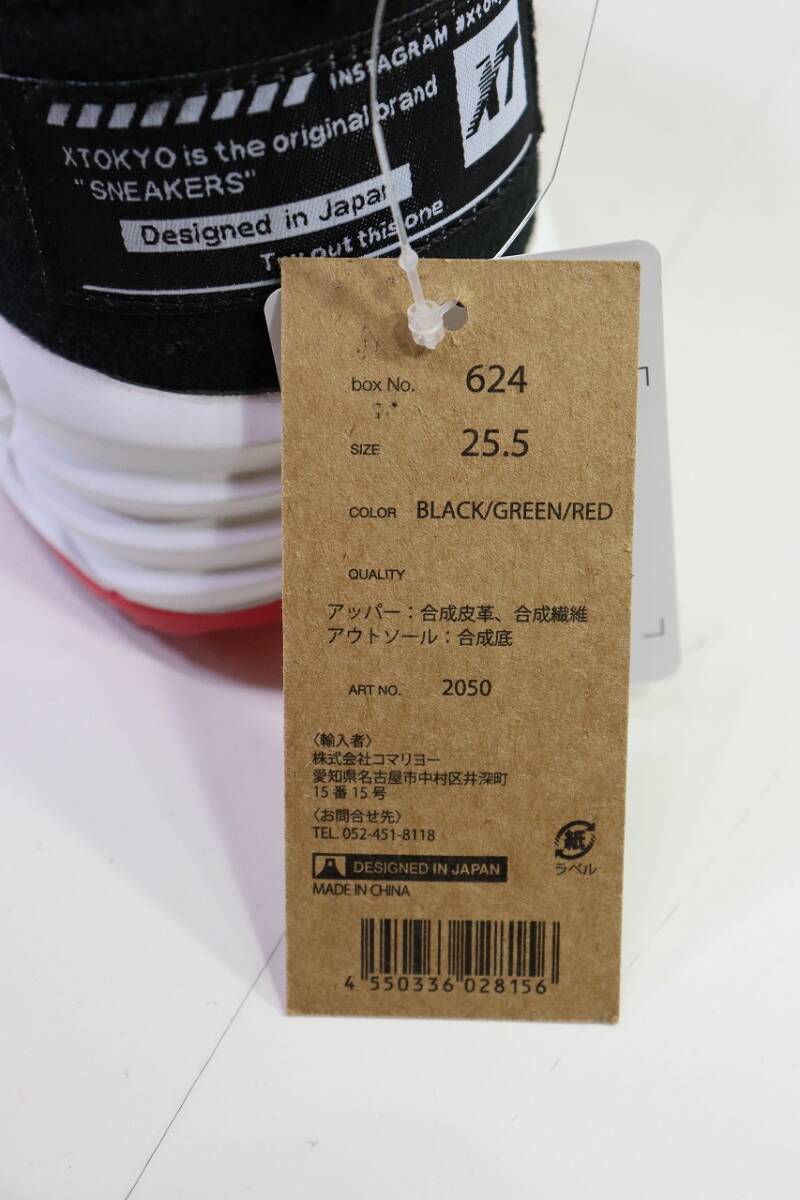 INSTAGRAM
XTOKYO is the original brand
"SNEAKERS"
XT
Designed in Japan
out this one
box No. 624
SIZE 25.5
COLOR BLACK/GREEN/RED
QUALITY
アッパー：合成皮革、合成繊維
アウトソール：合成底
ART NO. 2050
〈輸入者〉
株式会社コマリヨー
愛知県名古屋市中村区井深町
15番15号
〈お問合せ先〉
TEL. 052-451-8118
紙
ラベル
DESIGNED IN JAPAN
MADE IN CHINA
4 550336 028156